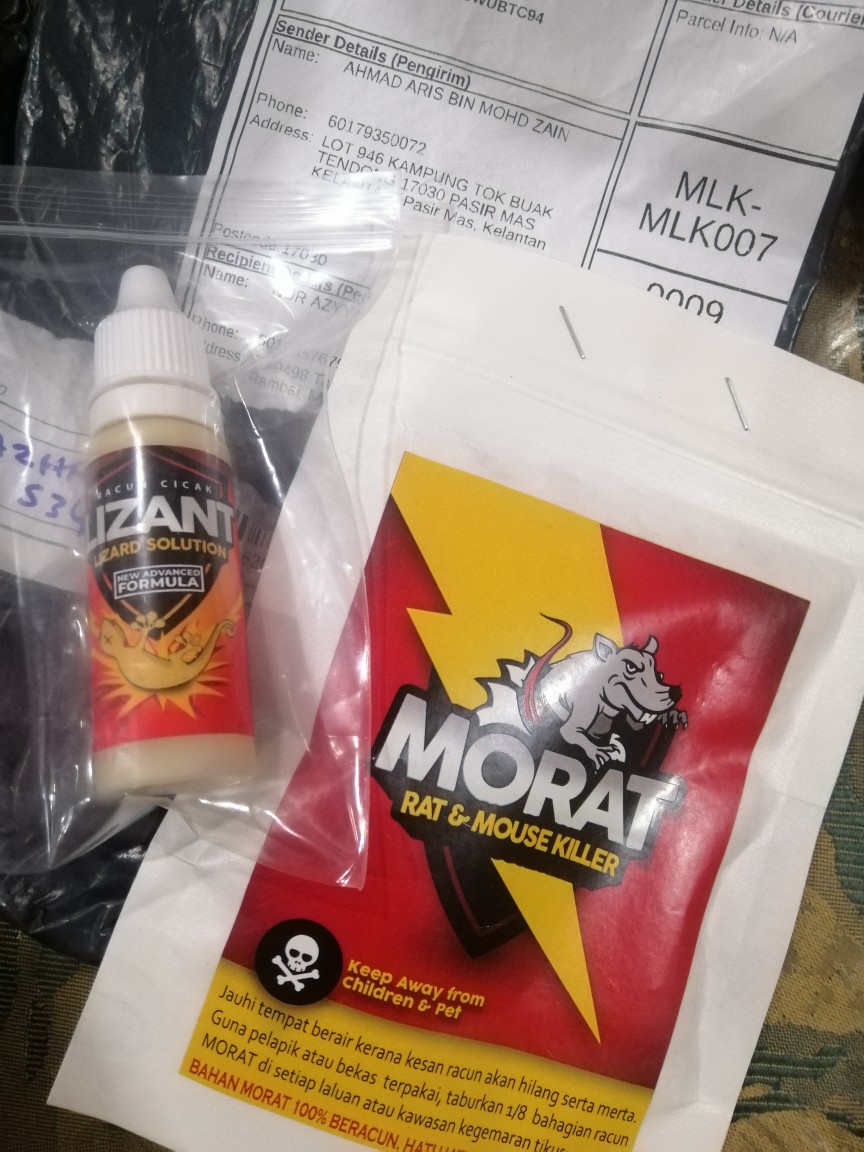 Parcel Info: N/A
Sender Details (Pengirim)
Name:
AHMAD ARIS BIN MOHD ZAIN
Phone:
60179350072
Address:
LOT 946 KAMPUNG TOK BUAK
TENDONG 17030 PASIR MAS
Pasir Mas, Kelantan
Postcode: 17030
MLK-
MLK007
0009
Name:
Phone:
RACUN CICAK
LIZANT
LIZARD SOLUTION
NEW ADVANCED
FORMULA
MORAT
RAT & MOUSE KILLER
Keep Away from
Children & Pet
Jauhi tempat berair kerana kesan racun akan hilang serta merta.
Guna pelapik atau bekas terpakai, taburkan 1/8 bahagian racun
MORAT di setiap laluan atau kawasan kegemaran tikus
BAHAN MORAT 100% BERACUN.